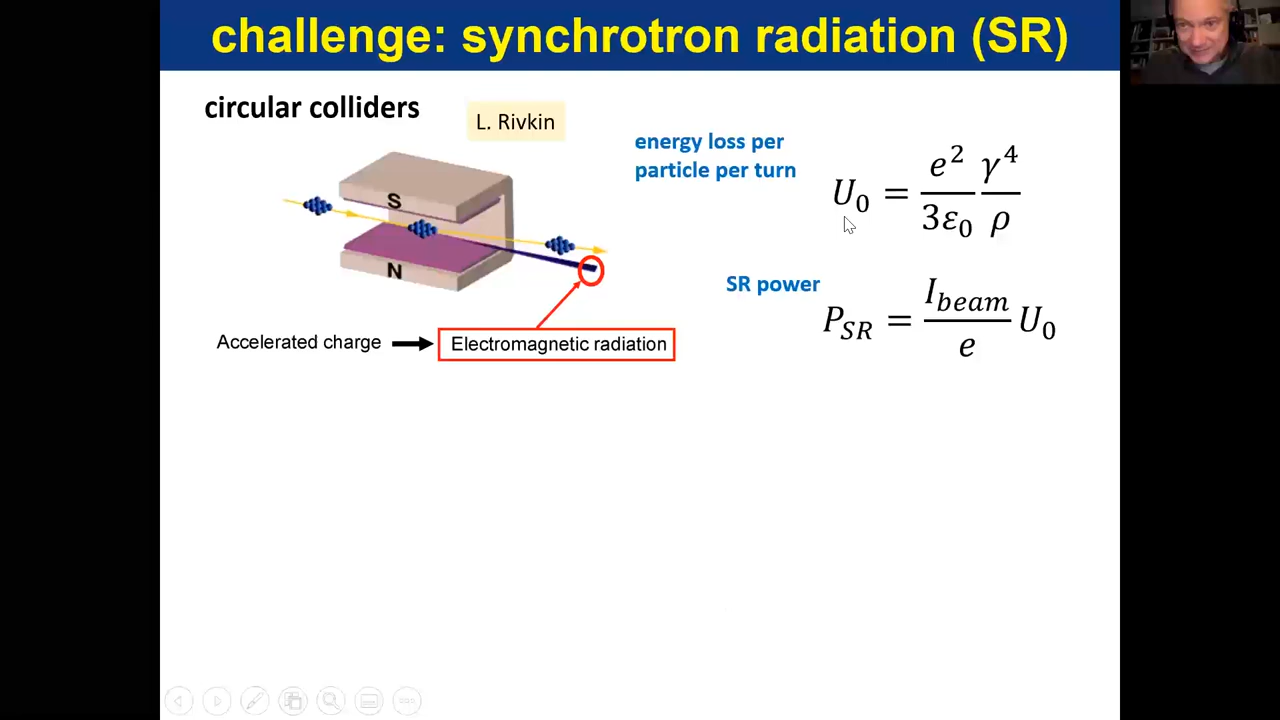 challenge: synchrotron radiation (SR)
circular colliders
L. Rivkin
S
N
Accelerated charge
Electromagnetic radiation
energy loss per
particle per turn
U₀ = e²/3ε₀ γ⁴/ρ
SR power
P_SR = I_beam/e U₀